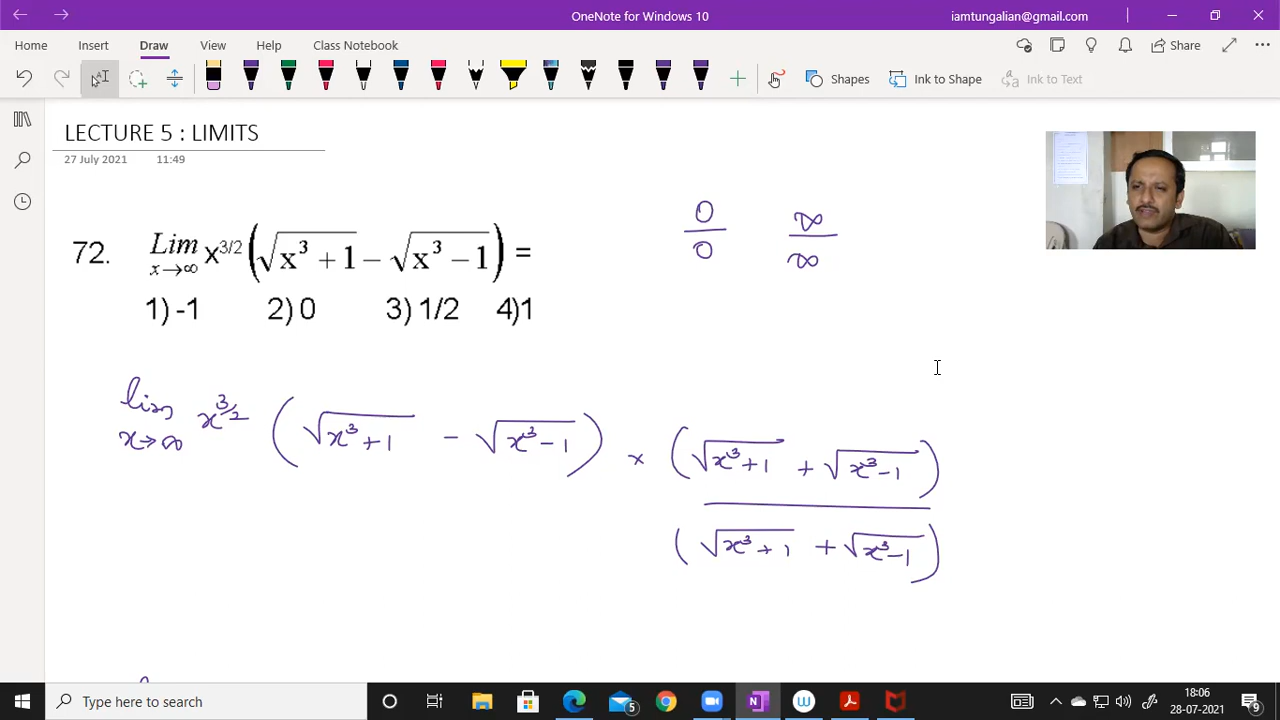 OneNote for Windows 10
iamtungalian@gmail.com
Home Insert Draw View Help Class Notebook Share
Shapes Ink to Shape Ink to Text
LECTURE 5 : LIMITS
27 July 2021 11:49
0/0 ∞/∞
72. Lim x→∞ x^{3/2} (√(x³ + 1) − √(x³ − 1)) =
1) -1 2) 0 3) 1/2 4)1
lim x→∞ x^{3/2} (√(x³+1) − √(x³−1)) × (√(x³+1) + √(x³−1))
(√(x³+1) + √(x³−1))
Type here to search
5
W
18:06
28-07-2021
9